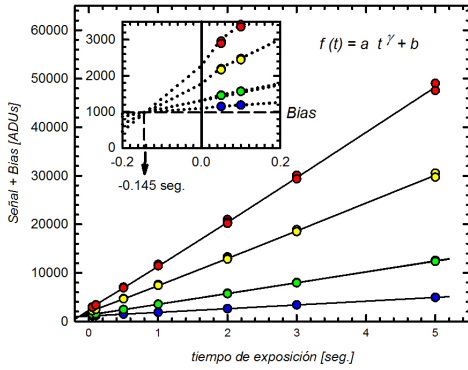 Señal + Bias [ADUs]
60000
50000
40000
30000
20000
10000
0
3000
2000
1000
0
-0.2 0.0 0.2
-0.145 seg.
Bias
f (t) = a t^γ + b
0 1 2 3 4 5
tiempo de exposición [seg.]